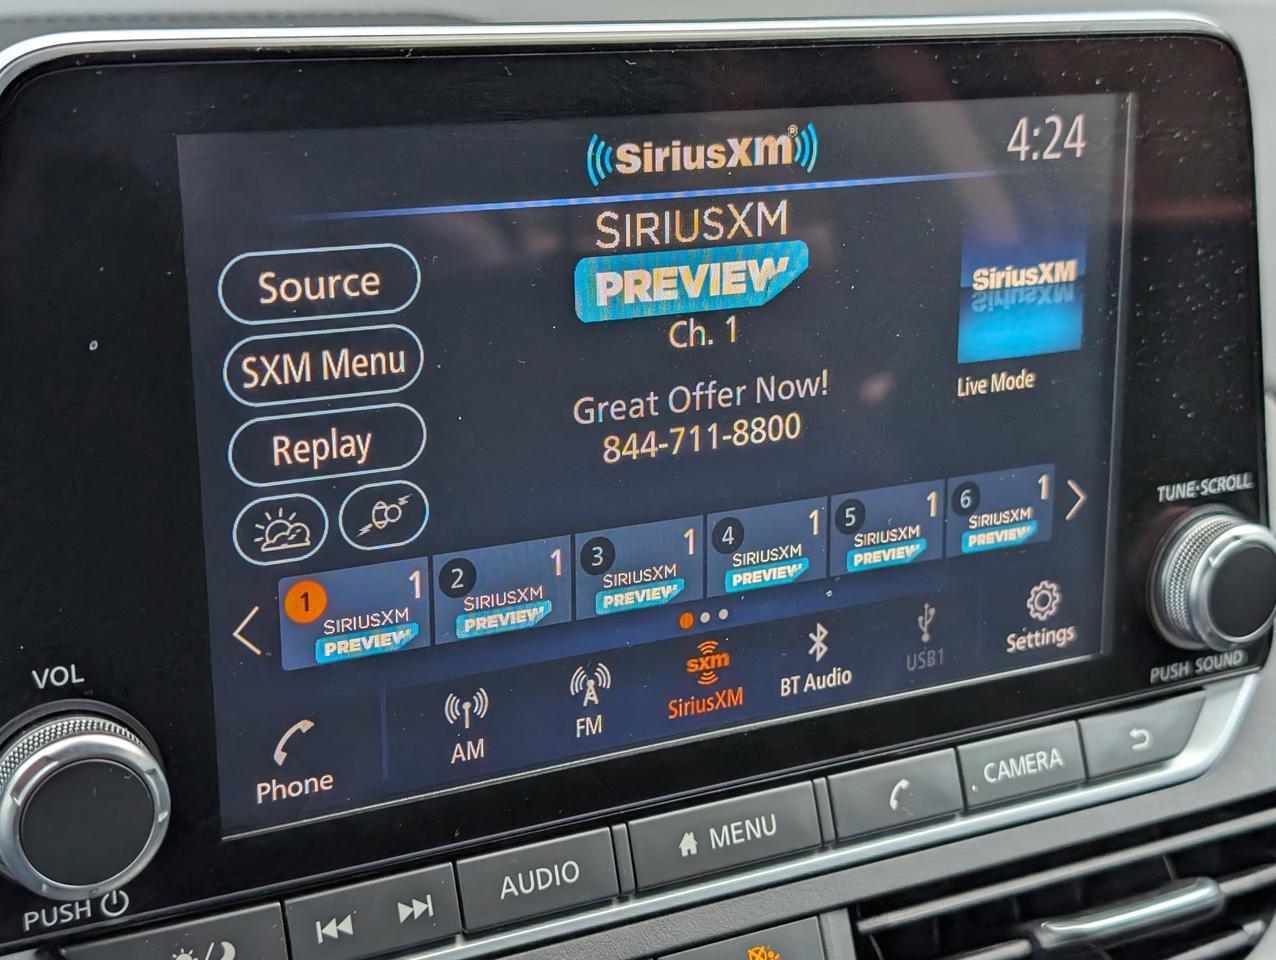 SiriusXM®
4:24
SIRIUSXM
PREVIEW
Ch. 1
Great Offer Now!
844-711-8800
SiriusXM
Live Mode
Source
SXM Menu
Replay
1 1 SIRIUSXM PREVIEW
2 1 SIRIUSXM PREVIEW
3 1 SIRIUSXM PREVIEW
4 1 SIRIUSXM PREVIEW
5 1 SIRIUSXM PREVIEW
6 1 SIRIUSXM PREVIEW
Phone
AM
FM
sxm
SiriusXM
BT Audio
USB1
Settings
VOL
PUSH
TUNE·SCROLL
PUSH SOUND
AUDIO
MENU
CAMERA